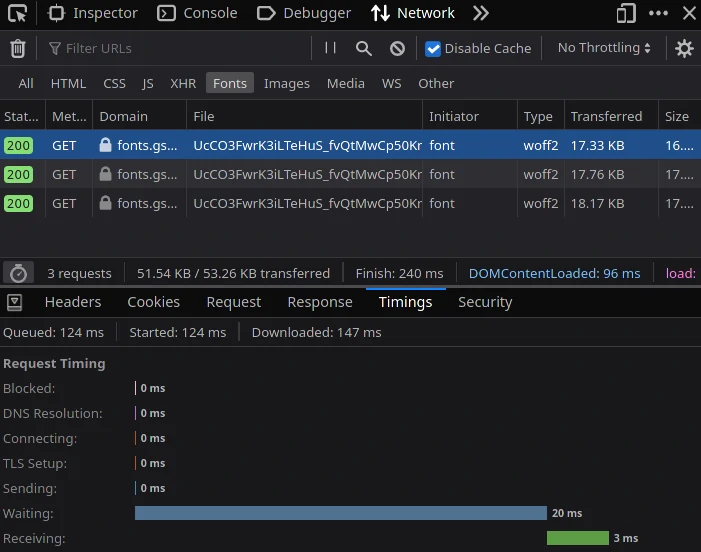 Inspector Console Debugger Network
Filter URLs Disable Cache No Throttling
All HTML CSS JS XHR Fonts Images Media WS Other
Stat... Met... Domain File Initiator Type Transferred Size
200 GET fonts.gs... UcCO3FwrK3iLTeHuS_fvQtMwCp50Kr font woff2 17.33 KB 16....
200 GET fonts.gs... UcCO3FwrK3iLTeHuS_fvQtMwCp50Kr font woff2 17.76 KB 17....
200 GET fonts.gs... UcCO3FwrK3iLTeHuS_fvQtMwCp50Kr font woff2 18.17 KB 17....
3 requests 51.54 KB / 53.26 KB transferred Finish: 240 ms DOMContentLoaded: 96 ms load:
Headers Cookies Request Response Timings Security
Queued: 124 ms Started: 124 ms Downloaded: 147 ms
Request Timing
Blocked: 0 ms
DNS Resolution: 0 ms
Connecting: 0 ms
TLS Setup: 0 ms
Sending: 0 ms
Waiting: 20 ms
Receiving: 3 ms